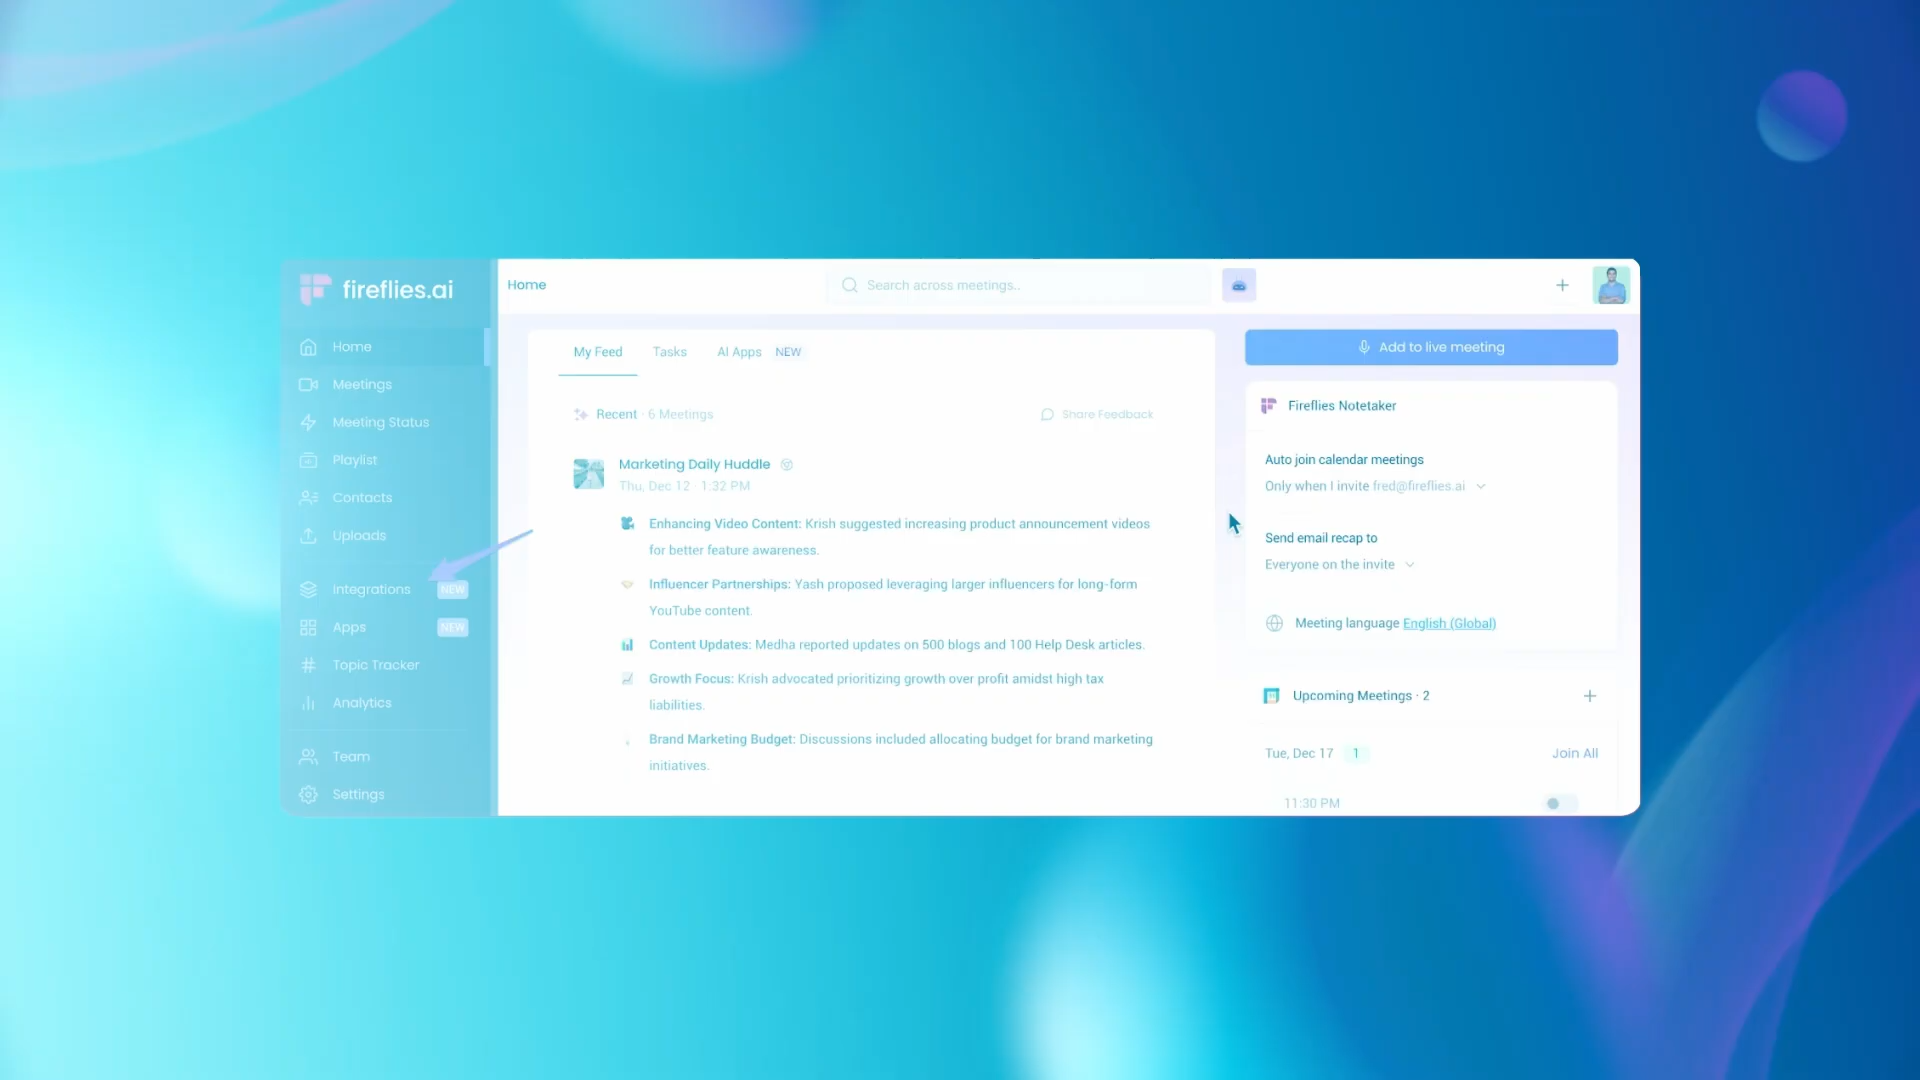 fireflies.ai
Home
Meetings
Meeting Status
Playlist
Contacts
Uploads
Integrations NEW
Apps NEW
Topic Tracker
Analytics
Team
Settings
Home
Search across meetings..
My Feed Tasks AI Apps NEW
Recent · 6 Meetings Share Feedback
Marketing Daily Huddle
Thu, Dec 12 · 1:32 PM
Enhancing Video Content: Krish suggested increasing product announcement videos
for better feature awareness.
Influencer Partnerships: Yash proposed leveraging larger influencers for long-form
YouTube content.
Content Updates: Medha reported updates on 500 blogs and 100 Help Desk articles.
Growth Focus: Krish advocated prioritizing growth over profit amidst high tax
liabilities.
Brand Marketing Budget: Discussions included allocating budget for brand marketing
initiatives.
Add to live meeting
Fireflies Notetaker
Auto join calendar meetings
Only when I invite fred@fireflies.ai
Send email recap to
Everyone on the invite
Meeting language English (Global)
Upcoming Meetings · 2
Tue, Dec 17 1 Join All
11:30 PM